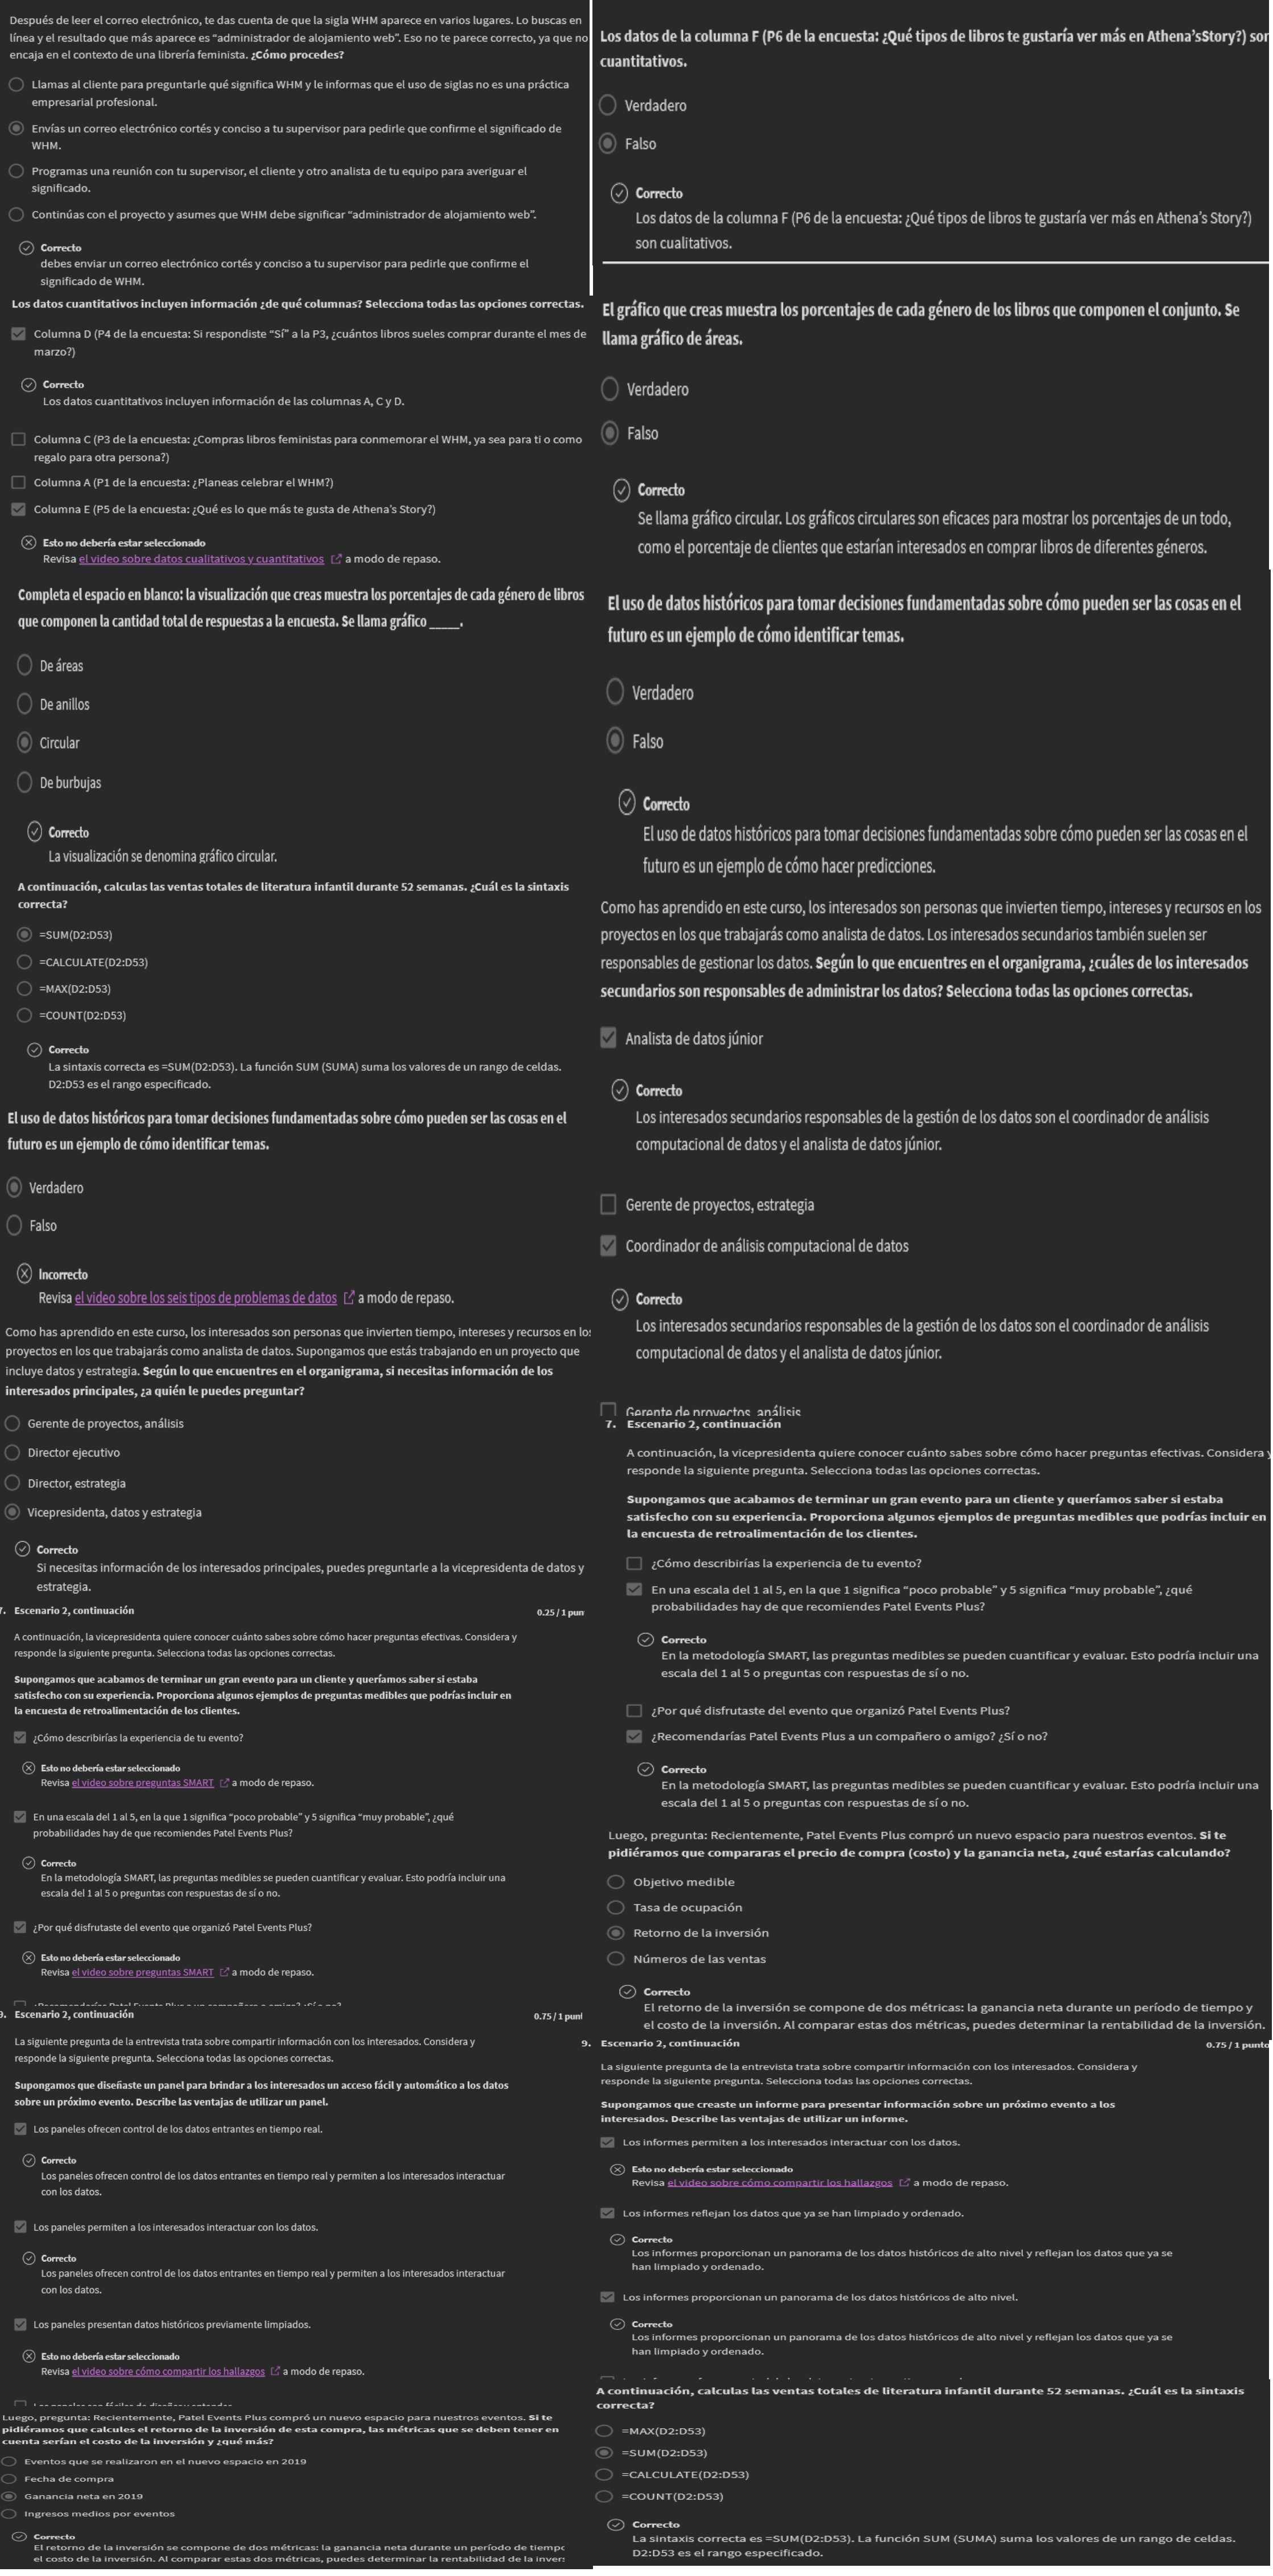 Después de leer el correo electrónico, te das cuenta de que la sigla WHM aparece en varios lugares. Lo buscas en
línea y el resultado que más aparece es “administrador de alojamiento web”. Eso no te parece correcto, ya que no
encaja en el contexto de una librería feminista. ¿Cómo procedes?
Llamas al cliente para preguntarle qué significa WHM y le informas que el uso de siglas no es una práctica
empresarial profesional.
Envías un correo electrónico cortés y conciso a tu supervisor para pedirle que confirme el significado de
WHM.
Programas una reunión con tu supervisor, el cliente y otro analista de tu equipo para averiguar el
significado.
Continúas con el proyecto y asumes que WHM debe significar “administrador de alojamiento web”.
Correcto
debes enviar un correo electrónico cortés y conciso a tu supervisor para pedirle que confirme el
significado de WHM.
Los datos cuantitativos incluyen información ¿de qué columnas? Selecciona todas las opciones correctas.
Columna D (P4 de la encuesta: Si respondiste “Sí” a la P3, ¿cuántos libros sueles comprar durante el mes de
marzo?)
Correcto
Los datos cuantitativos incluyen información de las columnas A, C y D.
Columna C (P3 de la encuesta: ¿Compras libros feministas para conmemorar el WHM, ya sea para ti o como
regalo para otra persona?)
Columna A (P1 de la encuesta: ¿Planeas celebrar el WHM?)
Columna E (P5 de la encuesta: ¿Qué es lo que más te gusta de Athena’s Story?)
Esto no debería estar seleccionado
Revisa el video sobre datos cualitativos y cuantitativos a modo de repaso.
Completa el espacio en blanco: la visualización que creas muestra los porcentajes de cada género de libros
que componen la cantidad total de respuestas a la encuesta. Se llama gráfico _____.
De áreas
De anillos
Circular
De burbujas
Correcto
La visualización se denomina gráfico circular.
A continuación, calculas las ventas totales de literatura infantil durante 52 semanas. ¿Cuál es la sintaxis
correcta?
=SUM(D2:D53)
=CALCULATE(D2:D53)
=MAX(D2:D53)
=COUNT(D2:D53)
Correcto
La sintaxis correcta es =SUM(D2:D53). La función SUM (SUMA) suma los valores de un rango de celdas.
D2:D53 es el rango especificado.
El uso de datos históricos para tomar decisiones fundamentadas sobre cómo pueden ser las cosas en el
futuro es un ejemplo de cómo identificar temas.
Verdadero
Falso
Incorrecto
Revisa el video sobre los seis tipos de problemas de datos a modo de repaso.
Como has aprendido en este curso, los interesados son personas que invierten tiempo, intereses y recursos en los
proyectos en los que trabajarás como analista de datos. Supongamos que estás trabajando en un proyecto que
incluye datos y estrategia. Según lo que encuentres en el organigrama, si necesitas información de los
interesados principales, ¿a quién le puedes preguntar?
Gerente de proyectos, análisis
Director ejecutivo
Director, estrategia
Vicepresidenta, datos y estrategia
Correcto
Si necesitas información de los interesados principales, puedes preguntarle a la vicepresidenta de datos y
estrategia.
7. Escenario 2, continuación
0.25 / 1 pun
A continuación, la vicepresidenta quiere conocer cuánto sabes sobre cómo hacer preguntas efectivas. Considera y
responde la siguiente pregunta. Selecciona todas las opciones correctas.
Supongamos que acabamos de terminar un gran evento para un cliente y queríamos saber si estaba
satisfecho con su experiencia. Proporciona algunos ejemplos de preguntas medibles que podrías incluir en
la encuesta de retroalimentación de los clientes.
¿Cómo describirías la experiencia de tu evento?
Esto no debería estar seleccionado
Revisa el video sobre preguntas SMART a modo de repaso.
En una escala del 1 al 5, en la que 1 significa “poco probable” y 5 significa “muy probable”, ¿qué
probabilidades hay de que recomiendes Patel Events Plus?
Correcto
En la metodología SMART, las preguntas medibles se pueden cuantificar y evaluar. Esto podría incluir una
escala del 1 al 5 o preguntas con respuestas de sí o no.
¿Por qué disfrutaste del evento que organizó Patel Events Plus?
Esto no debería estar seleccionado
Revisa el video sobre preguntas SMART a modo de repaso.
9. Escenario 2, continuación
0.75 / 1 punt
La siguiente pregunta de la entrevista trata sobre compartir información con los interesados. Considera y
responde la siguiente pregunta. Selecciona todas las opciones correctas.
Supongamos que diseñaste un panel para brindar a los interesados un acceso fácil y automático a los datos
sobre un próximo evento. Describe las ventajas de utilizar un panel.
Los paneles ofrecen control de los datos entrantes en tiempo real.
Correcto
Los paneles ofrecen control de los datos entrantes en tiempo real y permiten a los interesados interactuar
con los datos.
Los paneles permiten a los interesados interactuar con los datos.
Correcto
Los paneles ofrecen control de los datos entrantes en tiempo real y permiten a los interesados interactuar
con los datos.
Los paneles presentan datos históricos previamente limpiados.
Esto no debería estar seleccionado
Revisa el video sobre cómo compartir los hallazgos a modo de repaso.
Luego, pregunta: Recientemente, Patel Events Plus compró un nuevo espacio para nuestros eventos. Si te
pidiéramos que calcules el retorno de la inversión de esta compra, las métricas que se deben tener en
cuenta serían el costo de la inversión y ¿qué más?
Eventos que se realizaron en el nuevo espacio en 2019
Fecha de compra
Ganancia neta en 2019
Ingresos medios por eventos
Correcto
El retorno de la inversión se compone de dos métricas: la ganancia neta durante un período de tiempo
el costo de la inversión. Al comparar estas dos métricas, puedes determinar la rentabilidad de la inver
Los datos de la columna F (P6 de la encuesta: ¿Qué tipos de libros te gustaría ver más en Athena’sStory?) son
cuantitativos.
Verdadero
Falso
Correcto
Los datos de la columna F (P6 de la encuesta: ¿Qué tipos de libros te gustaría ver más en Athena’s Story?)
son cualitativos.
El gráfico que creas muestra los porcentajes de cada género de los libros que componen el conjunto. Se
llama gráfico de áreas.
Verdadero
Falso
Correcto
Se llama gráfico circular. Los gráficos circulares son eficaces para mostrar los porcentajes de un todo,
como el porcentaje de clientes que estarían interesados en comprar libros de diferentes géneros.
El uso de datos históricos para tomar decisiones fundamentadas sobre cómo pueden ser las cosas en el
futuro es un ejemplo de cómo identificar temas.
Verdadero
Falso
Correcto
El uso de datos históricos para tomar decisiones fundamentadas sobre cómo pueden ser las cosas en el
futuro es un ejemplo de cómo hacer predicciones.
Como has aprendido en este curso, los interesados son personas que invierten tiempo, intereses y recursos en los
proyectos en los que trabajarás como analista de datos. Los interesados secundarios también suelen ser
responsables de gestionar los datos. Según lo que encuentres en el organigrama, ¿cuáles de los interesados
secundarios son responsables de administrar los datos? Selecciona todas las opciones correctas.
Analista de datos júnior
Correcto
Los interesados secundarios responsables de la gestión de los datos son el coordinador de análisis
computacional de datos y el analista de datos júnior.
Gerente de proyectos, estrategia
Coordinador de análisis computacional de datos
Correcto
Los interesados secundarios responsables de la gestión de los datos son el coordinador de análisis
computacional de datos y el analista de datos júnior.
Gerente de proyectos, análisis
7. Escenario 2, continuación
A continuación, la vicepresidenta quiere conocer cuánto sabes sobre cómo hacer preguntas efectivas. Considera y
responde la siguiente pregunta. Selecciona todas las opciones correctas.
Supongamos que acabamos de terminar un gran evento para un cliente y queríamos saber si estaba
satisfecho con su experiencia. Proporciona algunos ejemplos de preguntas medibles que podrías incluir en
la encuesta de retroalimentación de los clientes.
¿Cómo describirías la experiencia de tu evento?
En una escala del 1 al 5, en la que 1 significa “poco probable” y 5 significa “muy probable”, ¿qué
probabilidades hay de que recomiendes Patel Events Plus?
Correcto
En la metodología SMART, las preguntas medibles se pueden cuantificar y evaluar. Esto podría incluir una
escala del 1 al 5 o preguntas con respuestas de sí o no.
¿Por qué disfrutaste del evento que organizó Patel Events Plus?
¿Recomendarías Patel Events Plus a un compañero o amigo? ¿Sí o no?
Correcto
En la metodología SMART, las preguntas medibles se pueden cuantificar y evaluar. Esto podría incluir una
escala del 1 al 5 o preguntas con respuestas de sí o no.
Luego, pregunta: Recientemente, Patel Events Plus compró un nuevo espacio para nuestros eventos. Si te
pidiéramos que compararas el precio de compra (costo) y la ganancia neta, ¿qué estarías calculando?
Objetivo medible
Tasa de ocupación
Retorno de la inversión
Números de las ventas
Correcto
El retorno de la inversión se compone de dos métricas: la ganancia neta durante un período de tiempo y
el costo de la inversión. Al comparar estas dos métricas, puedes determinar la rentabilidad de la inversión.
9. Escenario 2, continuación
0.75 / 1 punto
La siguiente pregunta de la entrevista trata sobre compartir información con los interesados. Considera y
responde la siguiente pregunta. Selecciona todas las opciones correctas.
Supongamos que creaste un informe para presentar información sobre un próximo evento a los
interesados. Describe las ventajas de utilizar un informe.
Los informes permiten a los interesados interactuar con los datos.
Esto no debería estar seleccionado
Revisa el video sobre cómo compartir los hallazgos a modo de repaso.
Los informes reflejan los datos que ya se han limpiado y ordenado.
Correcto
Los informes proporcionan un panorama de los datos históricos de alto nivel y reflejan los datos que ya se
han limpiado y ordenado.
Los informes proporcionan un panorama de los datos históricos de alto nivel.
Correcto
Los informes proporcionan un panorama de los datos históricos de alto nivel y reflejan los datos que ya se
han limpiado y ordenado.
A continuación, calculas las ventas totales de literatura infantil durante 52 semanas. ¿Cuál es la sintaxis
correcta?
=MAX(D2:D53)
=SUM(D2:D53)
=CALCULATE(D2:D53)
=COUNT(D2:D53)
Correcto
La sintaxis correcta es =SUM(D2:D53). La función SUM (SUMA) suma los valores de un rango de celdas.
D2:D53 es el rango especificado.